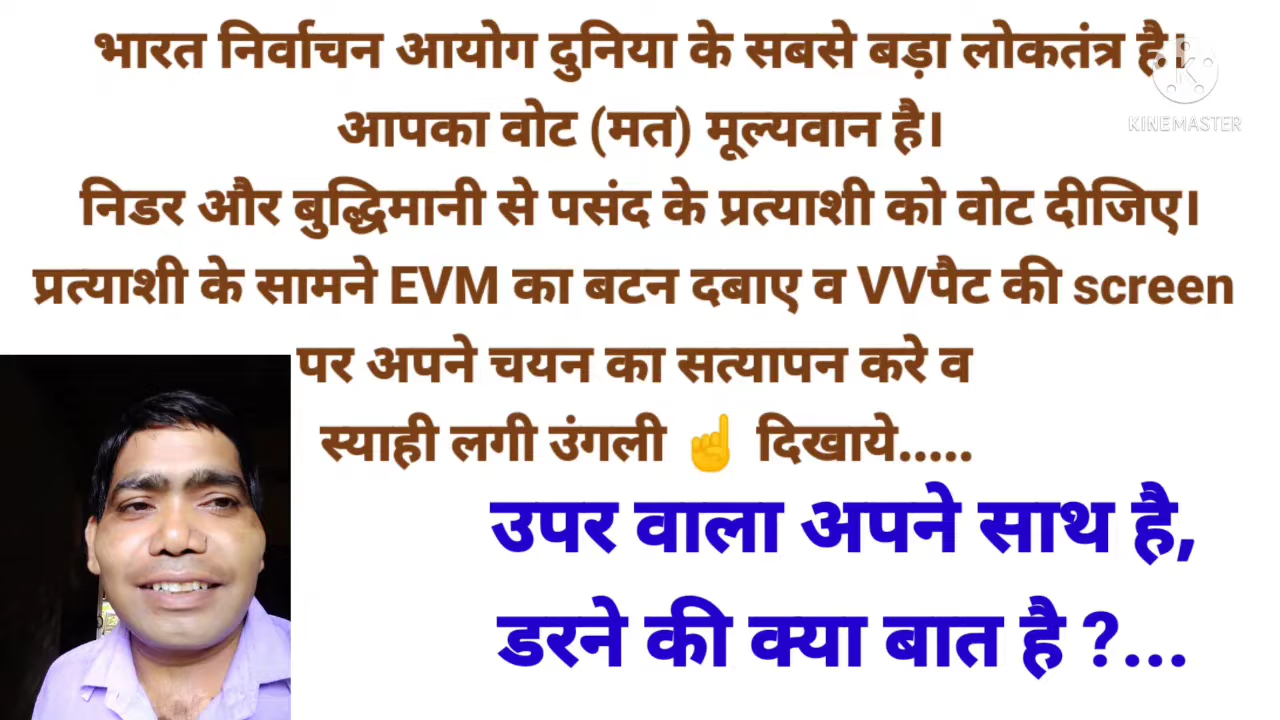 भारत निर्वाचन आयोग दुनिया के सबसे बड़ा लोकतंत्र है।
KINEMASTER
आपका वोट (मत) मूल्यवान है।
निडर और बुद्धिमानी से पसंद के प्रत्याशी को वोट दीजिए।
प्रत्याशी के सामने EVM का बटन दबाए व VVपैट की screen
पर अपने चयन का सत्यापन करे व
स्याही लगी उंगली ☝ दिखाये.....
उपर वाला अपने साथ है,
डरने की क्या बात है ?...